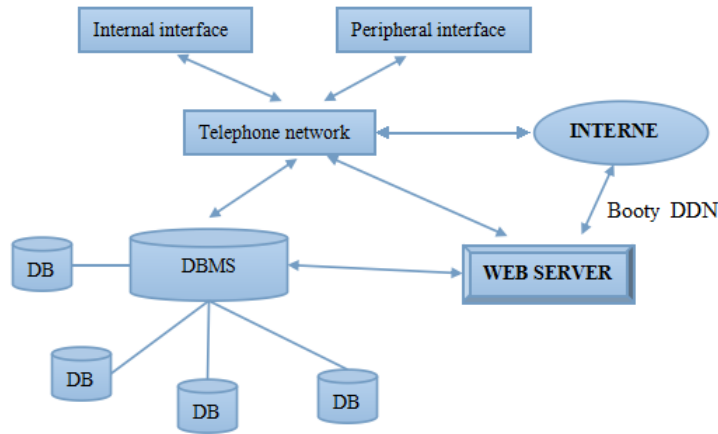 Internal interface
Peripheral interface
Telephone network
INTERNE
Booty DDN
DB
DBMS
WEB SERVER
DB
DB
DB